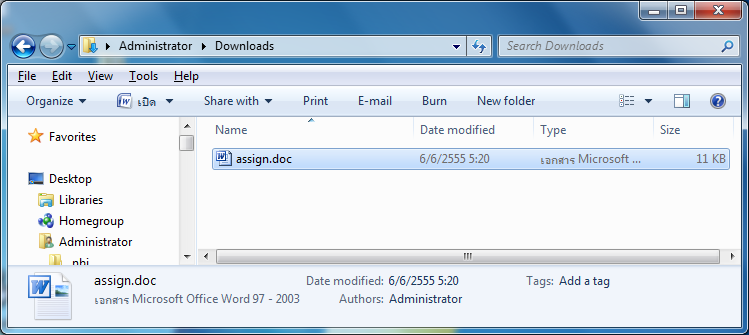 Administrator Downloads Search Downloads
File Edit View Tools Help
Organize เปิด Share with Print E-mail Burn New folder
Favorites
Desktop
Libraries
Homegroup
Administrator
Name Date modified Type Size
assign.doc 6/6/2555 5:20 เอกสาร Microsoft ... 11 KB
assign.doc Date modified: 6/6/2555 5:20 Tags: Add a tag
เอกสาร Microsoft Office Word 97 - 2003 Authors: Administrator